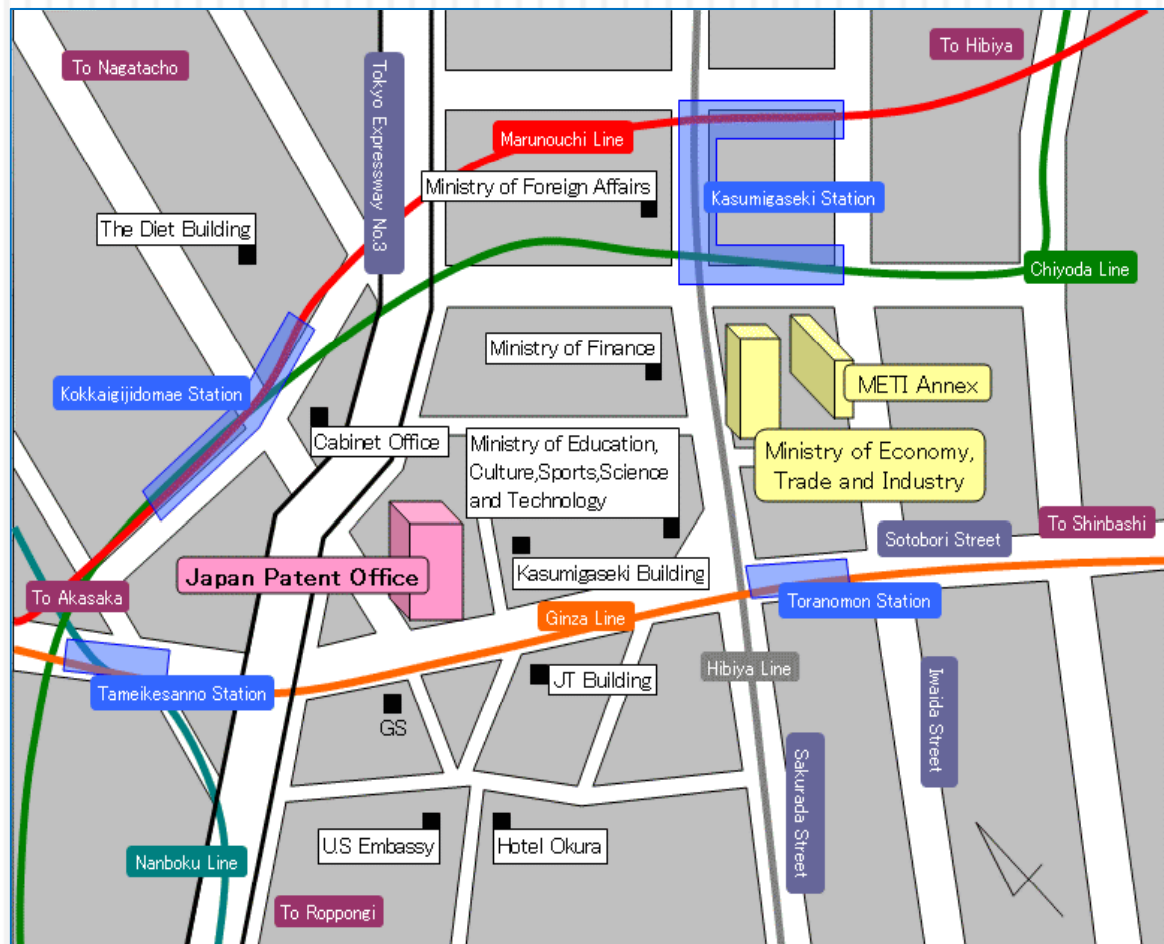 To Nagatacho
To Hibiya
Tokyo Expressway No.3
Marunouchi Line
Ministry of Foreign Affairs
Kasumigaseki Station
The Diet Building
Chiyoda Line
Ministry of Finance
METI Annex
Kokkaigijidomae Station
Cabinet Office
Ministry of Education,
Culture,Sports,Science
and Technology
Ministry of Economy,
Trade and Industry
To Shinbashi
Sotobori Street
Japan Patent Office
Kasumigaseki Building
To Akasaka
Toranomon Station
Ginza Line
Hibiya Line
JT Building
Tameikesanno Station
GS
Iwaida Street
Sakurada Street
U.S Embassy
Hotel Okura
Nanboku Line
To Roppongi